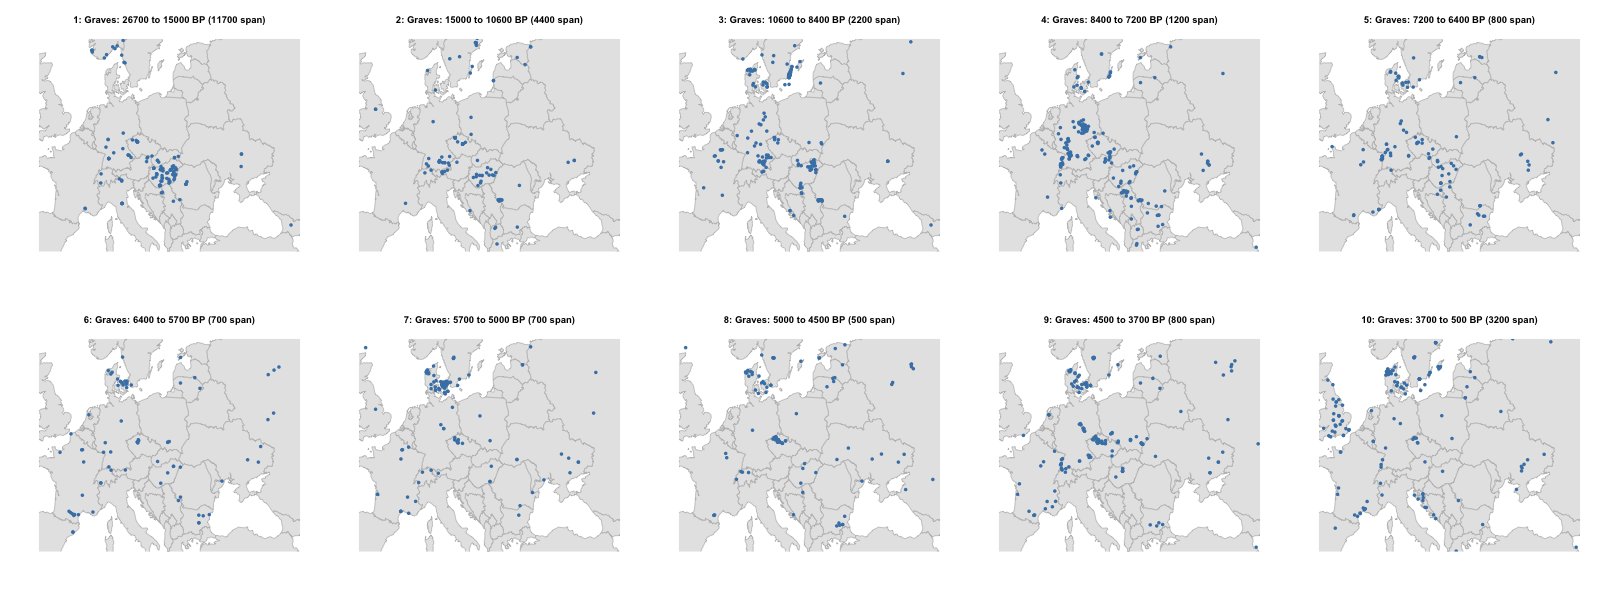 1: Graves: 26700 to 15000 BP (11700 span)
2: Graves: 15000 to 10600 BP (4400 span)
3: Graves: 10600 to 8400 BP (2200 span)
4: Graves: 8400 to 7200 BP (1200 span)
5: Graves: 7200 to 6400 BP (800 span)
6: Graves: 6400 to 5700 BP (700 span)
7: Graves: 5700 to 5000 BP (700 span)
8: Graves: 5000 to 4500 BP (500 span)
9: Graves: 4500 to 3700 BP (800 span)
10: Graves: 3700 to 500 BP (3200 span)